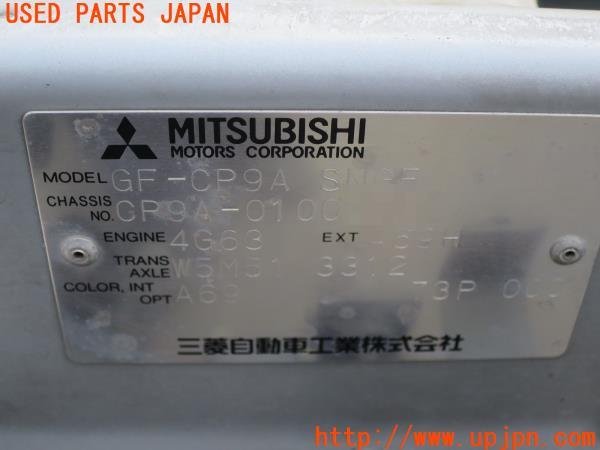 USED PARTS JAPAN
MITSUBISHI
MOTORS CORPORATION
MODEL GF-CP9A
CHASSIS NO. CP9A-0100
ENGINE 4G63 EXT
TRANS AXLE W5M51 3312
COLOR, INT OPT A69 73P
三菱自動車工業株式会社
http://www.upjpn.com/